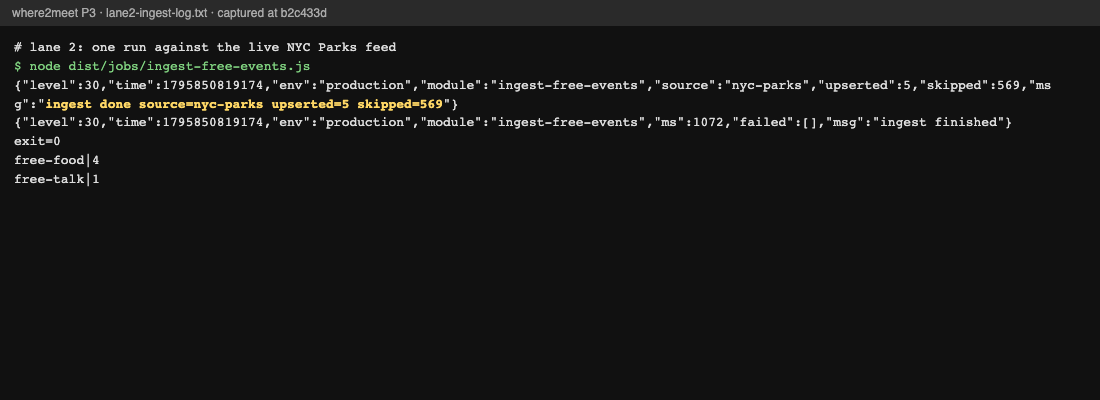 where2meet P3 · lane2-ingest-log.txt · captured at b2c433d
# lane 2: one run against the live NYC Parks feed
$ node dist/jobs/ingest-free-events.js
{"level":30,"time":1795850819174,"env":"production","module":"ingest-free-events","source":"nyc-parks","upserted":5,"skipped":569,"ms
g":"ingest done source=nyc-parks upserted=5 skipped=569"}
{"level":30,"time":1795850819174,"env":"production","module":"ingest-free-events","ms":1072,"failed":[],"msg":"ingest finished"}
exit=0
free-food|4
free-talk|1